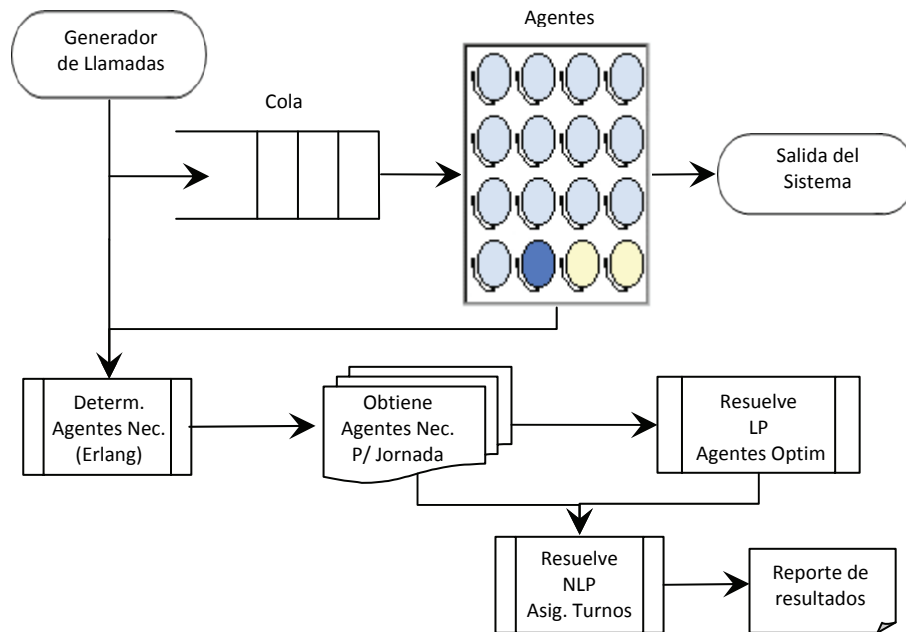 Generador
de Llamadas
Agentes
Cola
Salida del
Sistema
Determ.
Agentes Nec.
(Erlang)
Obtiene
Agentes Nec.
P/ Jornada
Resuelve
LP
Agentes Optim
Resuelve
NLP
Asig. Turnos
Reporte de
resultados